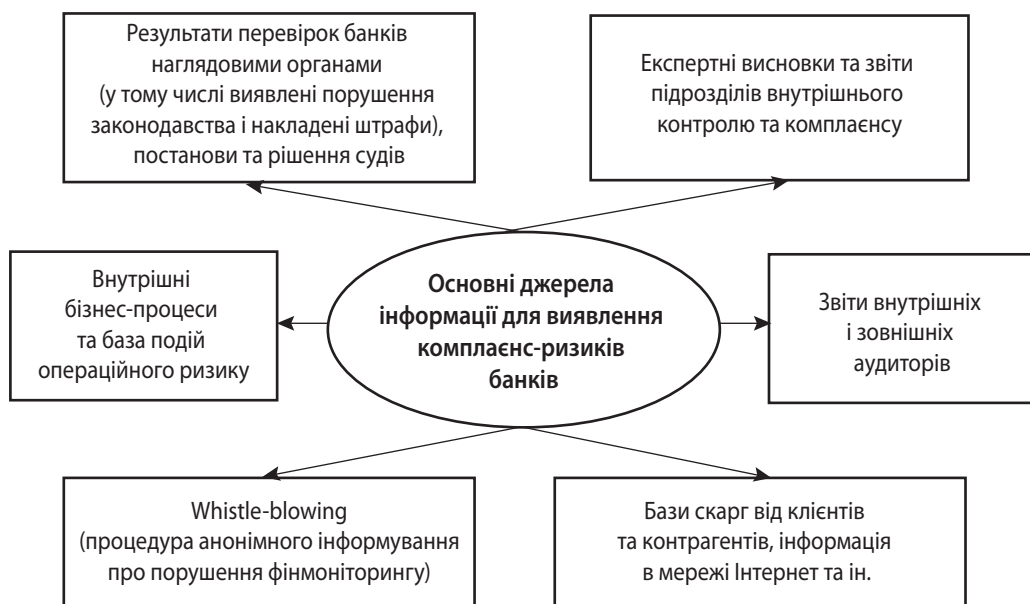 Результати перевірок банків
наглядовими органами
(у тому числі виявлені порушення
законодавства і накладені штрафи),
постанови та рішення судів
Експертні висновки та звіти
підрозділів внутрішнього
контролю та комплаєнсу
Внутрішні
бізнес-процеси
та база подій
операційного ризику
Основні джерела
інформації для виявлення
комплаєнс-ризиків
банків
Звіти внутрішніх
і зовнішніх
аудиторів
Whistle-blowing
(процедура анонімного інформування
про порушення фінмоніторингу)
Бази скарг від клієнтів
та контрагентів, інформація
в мережі Інтернет та ін.